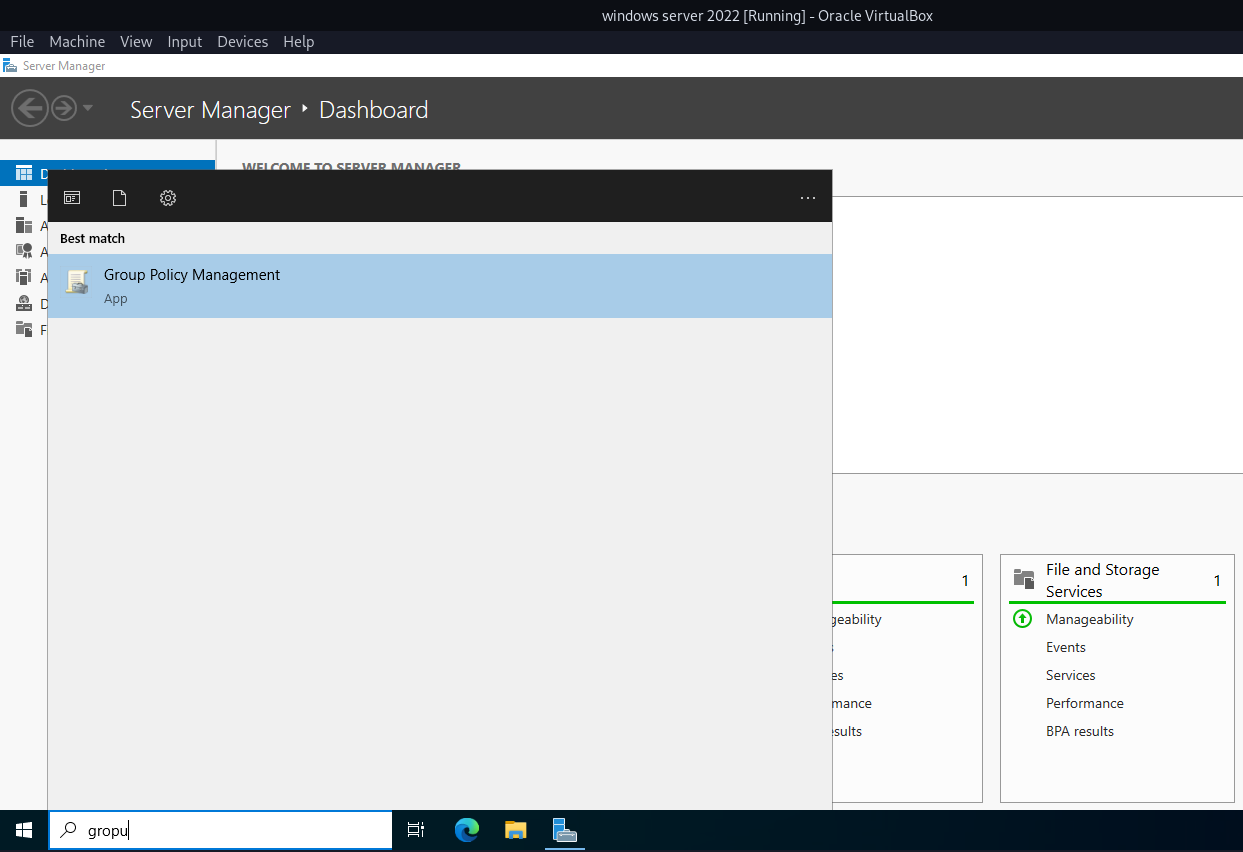 windows server 2022 [Running] - Oracle VirtualBox
File Machine View Input Devices Help
Server Manager
Server Manager ‣ Dashboard
WELCOME TO SERVER MANAGER
D
L
A
A
A
D
F
Best match
Group Policy Management
App
1
geability
es
mance
sults
File and Storage
Services
1
Manageability
Events
Services
Performance
BPA results
gropu